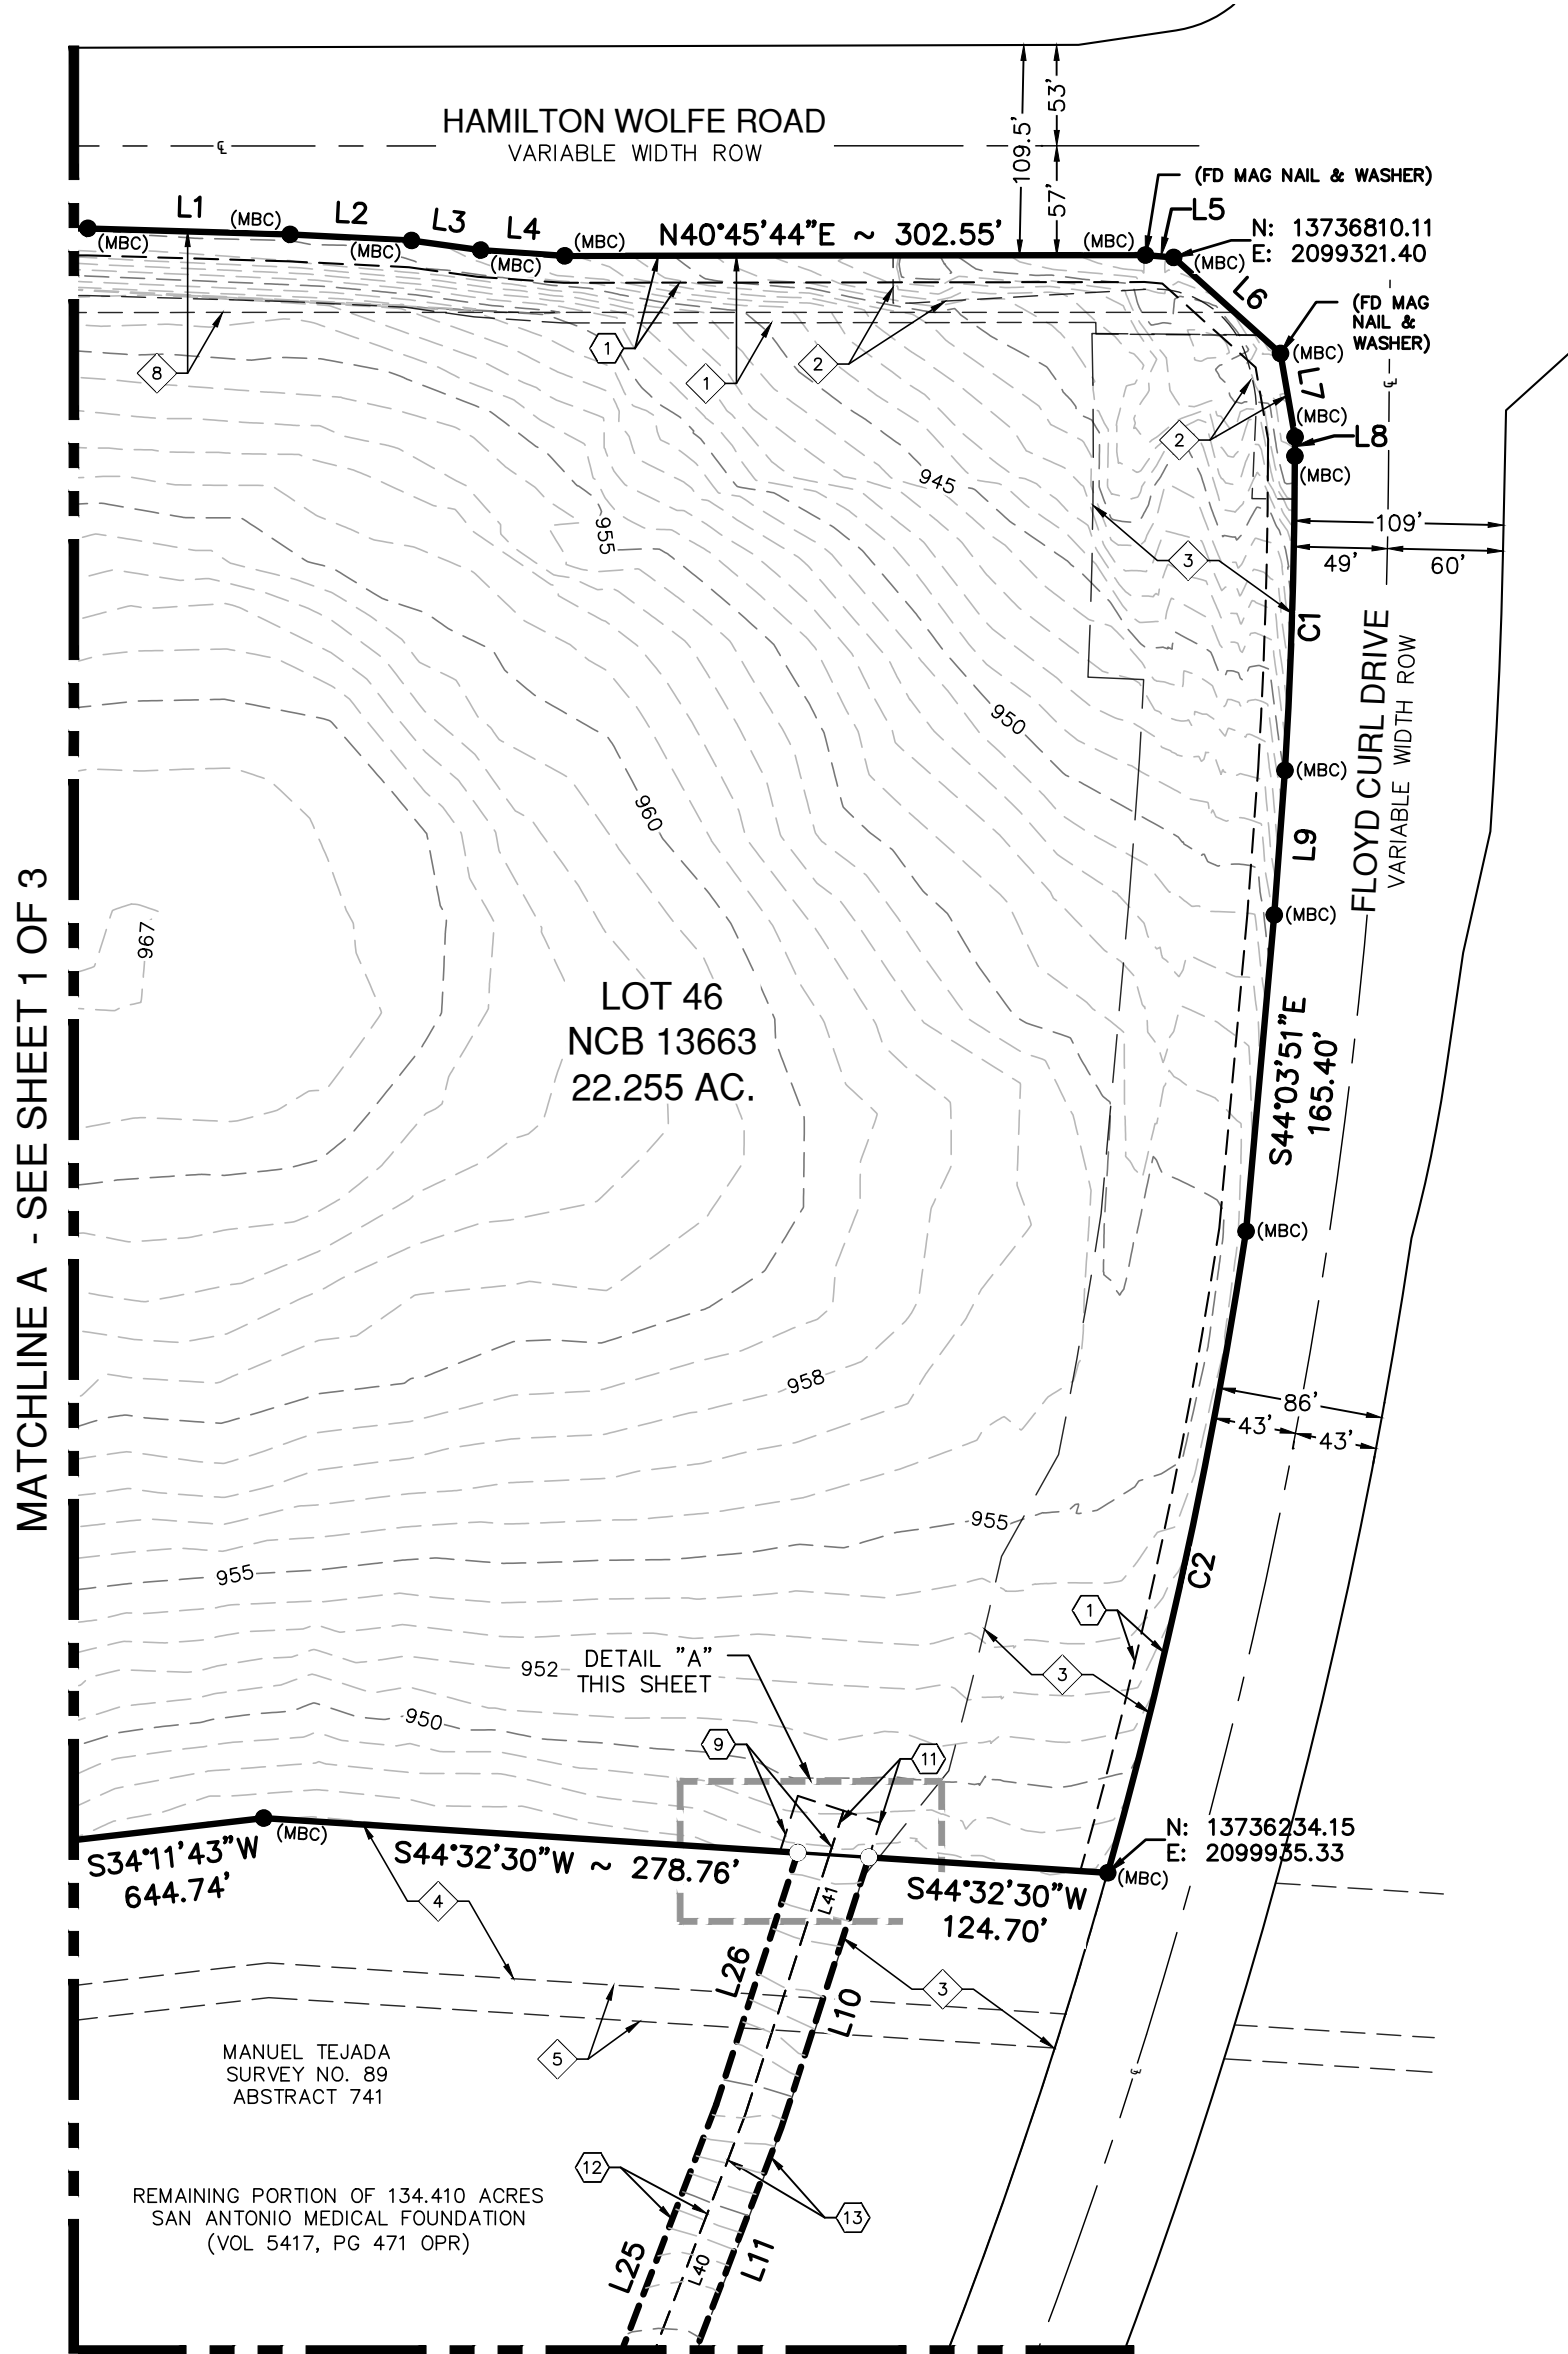 HAMILTON WOLFE ROAD
VARIABLE WIDTH ROW
℄
109.5'
53'
57'
(FD MAG NAIL & WASHER)
L5
N: 13736810.11
E: 2099321.40
L1
(MBC)
(MBC)
L2
(MBC)
L3
L4
(MBC)
(MBC)
N40°45'44"E ~ 302.55'
(MBC)
(MBC)
L6
(FD MAG
NAIL &
WASHER)
(MBC)
L7
℄
(MBC)
L8
(MBC)
8
1
1
2
2
945
955
3
109'
49'
60'
C1
FLOYD CURL DRIVE
VARIABLE WIDTH ROW
950
(MBC)
960
L9
(MBC)
967
MATCHLINE A - SEE SHEET 1 OF 3
LOT 46
NCB 13663
22.255 AC.
S44°03'51"E
165.40'
(MBC)
958
86'
43'
43'
955
955
C2
1
3
952
DETAIL "A"
THIS SHEET
950
9
11
N: 13736234.15
E: 2099935.33
(MBC)
(MBC)
S34°11'43"W
644.74'
S44°32'30"W ~ 278.76'
S44°32'30"W
124.70'
4
L41
L26
L10
3
5
℄
MANUEL TEJADA
SURVEY NO. 89
ABSTRACT 741
12
13
REMAINING PORTION OF 134.410 ACRES
SAN ANTONIO MEDICAL FOUNDATION
(VOL 5417, PG 471 OPR)
L25
L40
L11